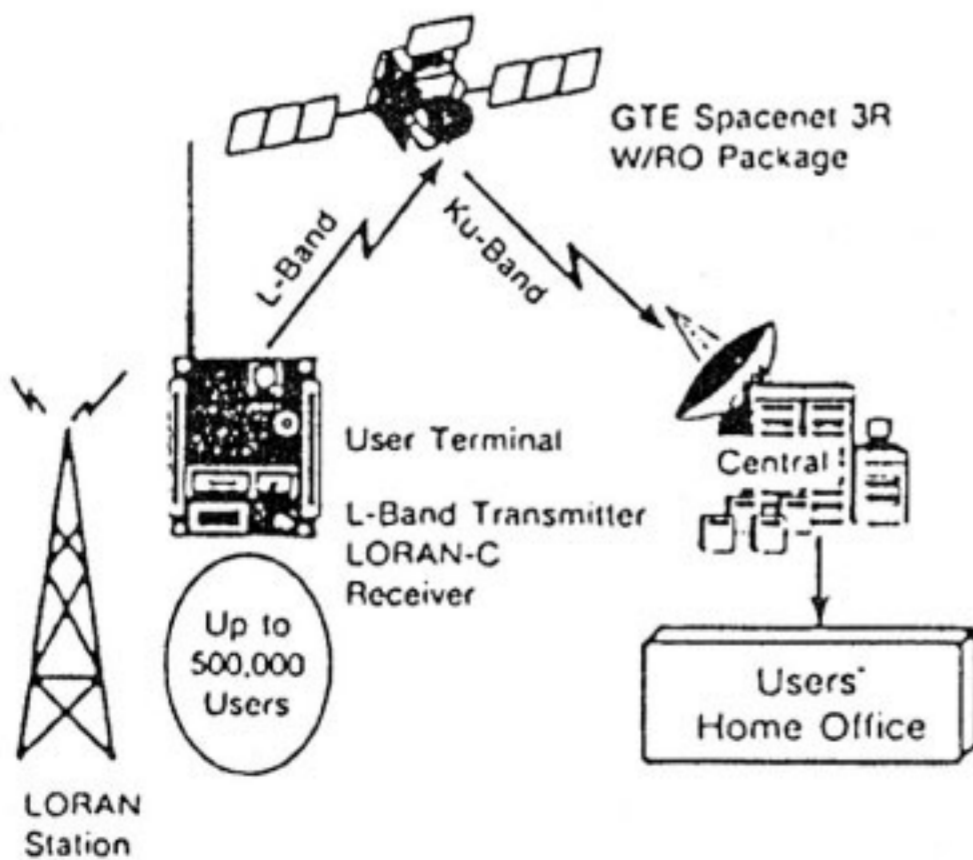 GTE Spacenet 3R
W/RO Package
L-Band
Ku-Band
User Terminal
L-Band Transmitter
LORAN-C
Receiver
Central
Up to
500,000
Users
Users'
Home Office
LORAN
Station